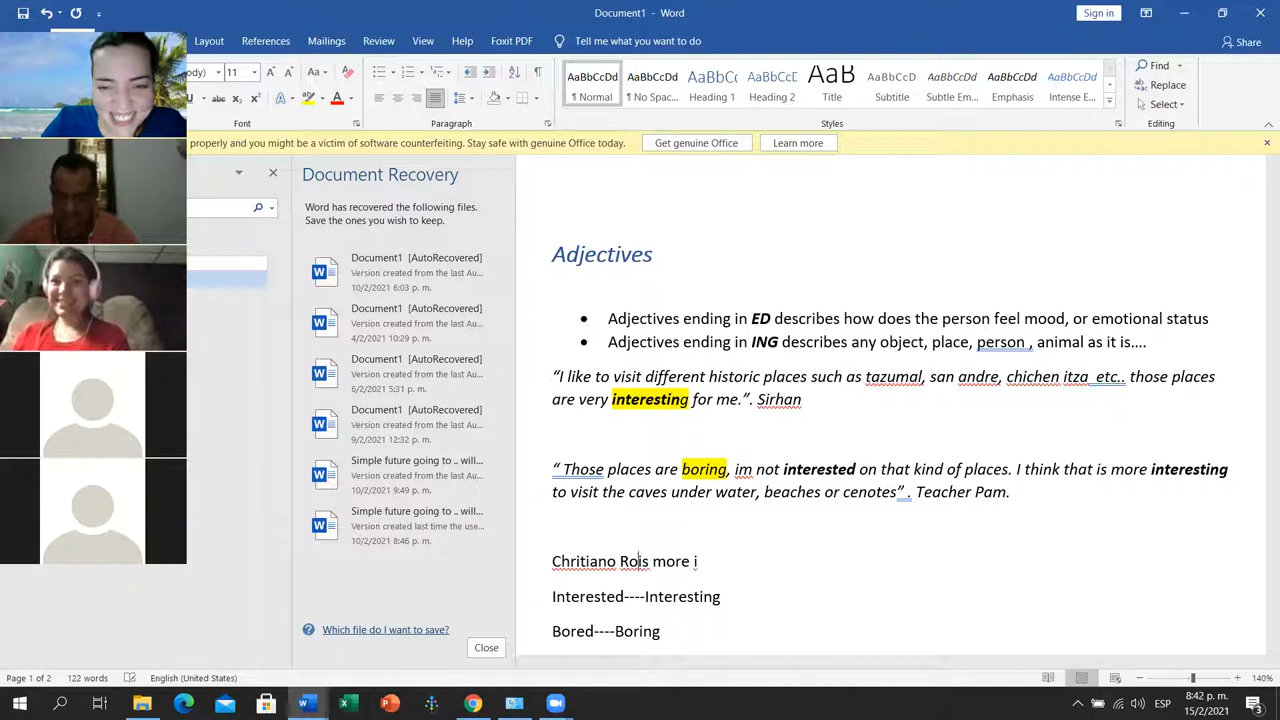 Document1 - Word
Sign in
Layout References Mailings Review View Help Foxit PDF Tell me what you want to do
Share
ody) 11
Aa
AaBbCcDd AaBbCcDd AaBbC( AaBbCcD AaB AaBbCcD AaBbCcDd AaBbCcDd AaBbCcDd
¶ Normal ¶ No Spac... Heading 1 Heading 2 Title Subtitle Subtle Em... Emphasis Intense E...
Find
Replace
Select
Font Paragraph Styles Editing
properly and you might be a victim of software counterfeiting. Stay safe with genuine Office today. Get genuine Office Learn more
Document Recovery
Word has recovered the following files.
Save the ones you wish to keep.
Document1 [AutoRecovered]
Version created from the last Au...
10/2/2021 6:03 p. m.
Document1 [AutoRecovered]
Version created from the last Au...
4/2/2021 10:29 p. m.
Document1 [AutoRecovered]
Version created from the last Au...
6/2/2021 5:31 p. m.
Document1 [AutoRecovered]
Version created from the last Au...
9/2/2021 12:32 p. m.
Simple future going to .. will...
Version created from the last Au...
10/2/2021 9:49 p. m.
Simple future going to .. will...
Version created last time the use...
10/2/2021 8:46 p. m.
Which file do I want to save?
Close
Adjectives
• Adjectives ending in ED describes how does the person feel mood, or emotional status
• Adjectives ending in ING describes any object, place, person , animal as it is....
“I like to visit different historic places such as tazumal, san andre, chichen itza etc.. those places
are very interesting for me.”. Sirhan
“ Those places are boring, im not interested on that kind of places. I think that is more interesting
to visit the caves under water, beaches or cenotes” . Teacher Pam.
Chritiano Rois more i
Interested----Interesting
Bored----Boring
Page 1 of 2 122 words English (United States) 140%
8:42 p. m.
15/2/2021
3